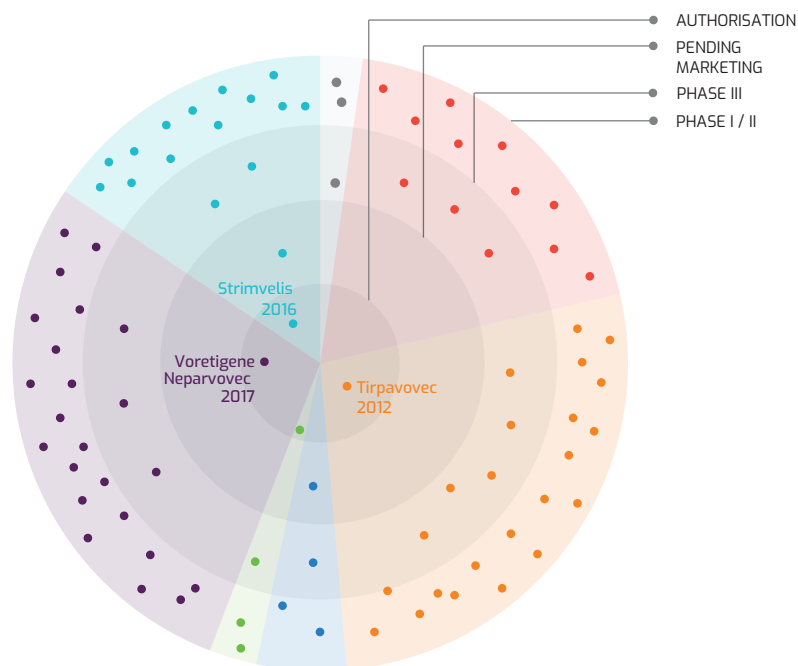 AUTHORISATION
PENDING
MARKETING
PHASE III
PHASE I / II
Strimvelis
2016
Voretigene
Neparvovec
2017
Tirpavovec
2012